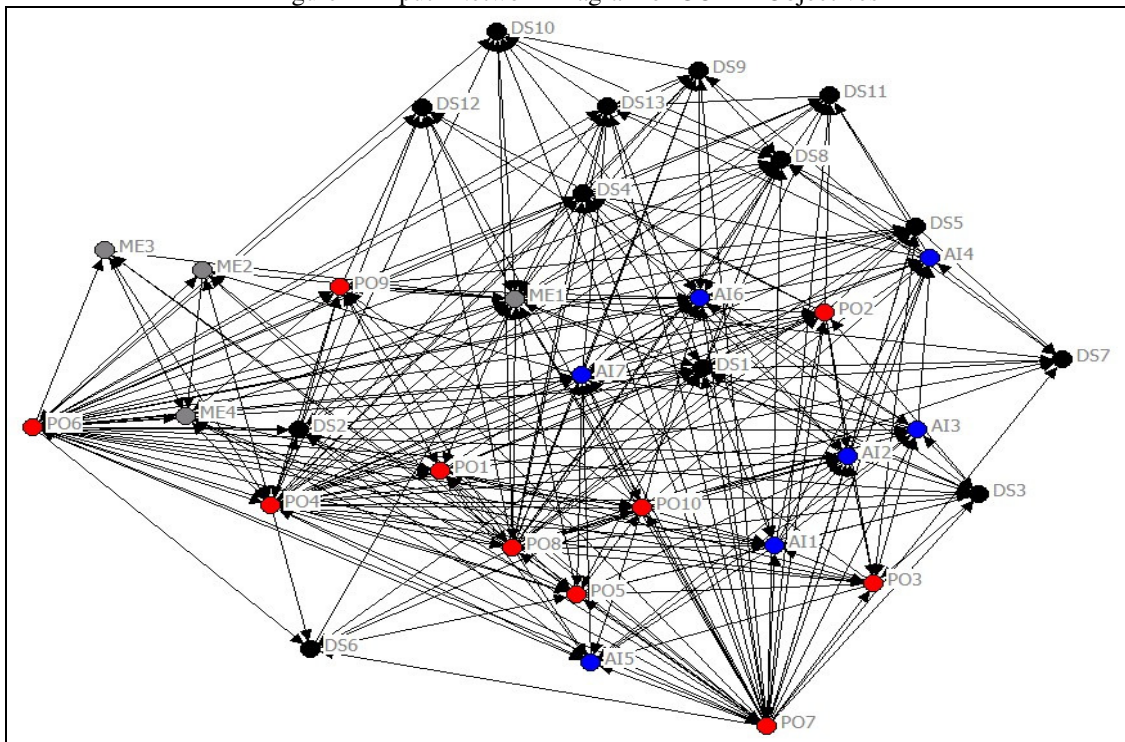 DS10
DS9
DS11
DS12
DS13
DS8
DS4
DS5
ME3
AI4
ME2
PO9
ME1
AI6
PO2
DS7
DS1
AI7
ME4
PO6
DS2
AI3
AI2
PO1
DS3
PO4
PO10
PO8
AI1
PO3
PO5
DS6
AI5
PO7